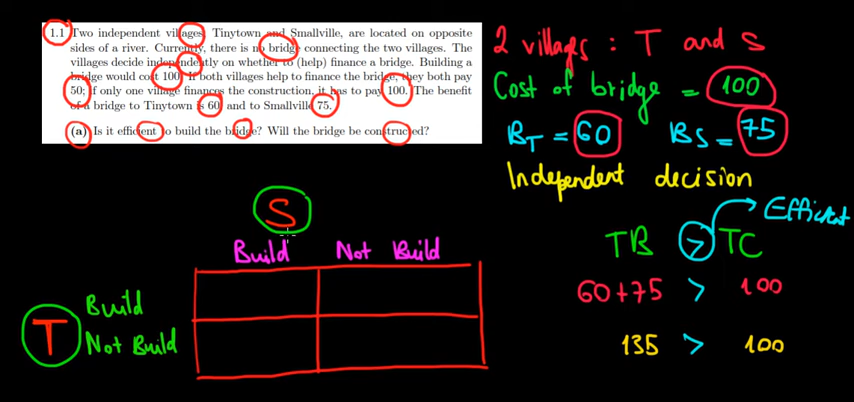 1.1 Two independent villages, Tinytown and Smallville, are located on opposite
sides of a river. Currently, there is no bridge connecting the two villages. The
villages decide independently on whether to (help) finance a bridge. Building a
bridge would cost 100. If both villages help to finance the bridge, they both pay
50; if only one village finances the construction, it has to pay 100. The benefit
of a bridge to Tinytown is 60 and to Smallville 75.
(a) Is it efficient to build the bridge? Will the bridge be constructed?
2 villages : T and S
Cost of bridge = 100
BT = 60 BS = 75
Independent decision
Efficient
TB > TC
60+75 > 100
135 > 100
S
Build Not Build
T
Build
Not Build